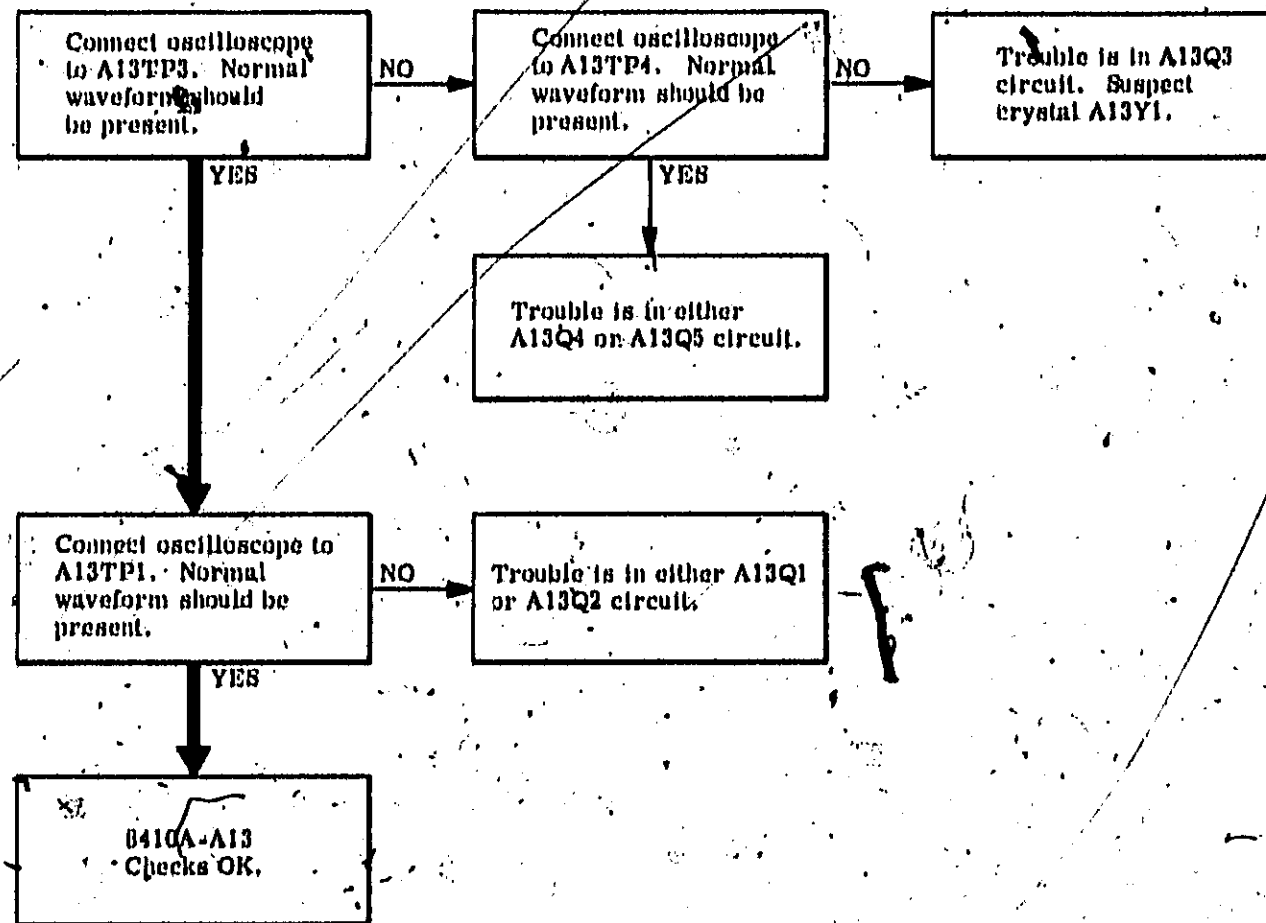 Connect oscilloscope
to A13TP3. Normal
waveform should
be present.
NO
Connect oscilloscope
to A13TP4. Normal
waveform should be
present.
NO
Trouble is in A13Q3
circuit. Suspect
crystal A13Y1.
YES
YES
Trouble is in either
A13Q4 or A13Q5 circuit.
Connect oscilloscope to
A13TP1. Normal
waveform should be
present.
NO
Trouble is in either A13Q1
or A13Q2 circuit.
YES
8410A-A13
Checks OK.